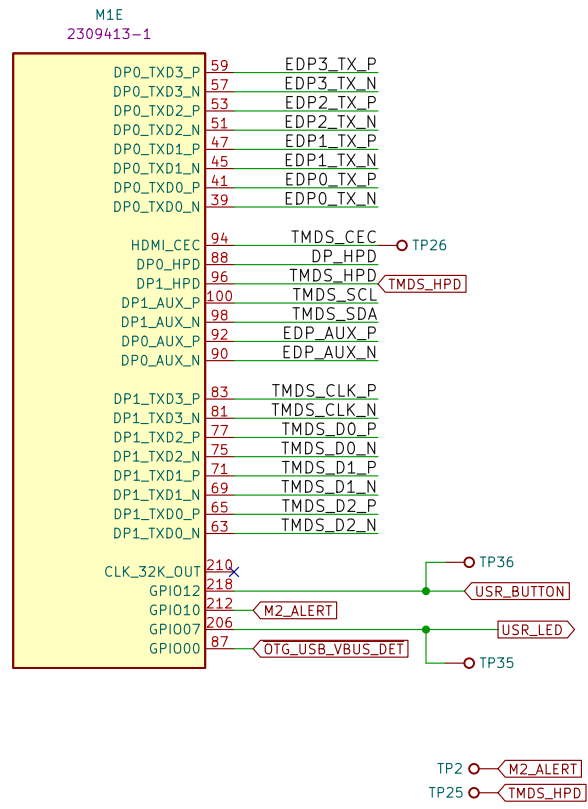 M1E
2309413-1
DP0_TXD3_P 59 EDP3_TX_P
DP0_TXD3_N 57 EDP3_TX_N
DP0_TXD2_P 53 EDP2_TX_P
DP0_TXD2_N 51 EDP2_TX_N
DP0_TXD1_P 47 EDP1_TX_P
DP0_TXD1_N 45 EDP1_TX_N
DP0_TXD0_P 41 EDP0_TX_P
DP0_TXD0_N 39 EDP0_TX_N
HDMI_CEC 94 TMDS_CEC TP26
DP0_HPD 88 DP_HPD
DP1_HPD 96 TMDS_HPD TMDS_HPD
DP1_AUX_P 100 TMDS_SCL
DP1_AUX_N 98 TMDS_SDA
DP0_AUX_P 92 EDP_AUX_P
DP0_AUX_N 90 EDP_AUX_N
DP1_TXD3_P 83 TMDS_CLK_P
DP1_TXD3_N 81 TMDS_CLK_N
DP1_TXD2_P 77 TMDS_D0_P
DP1_TXD2_N 75 TMDS_D0_N
DP1_TXD1_P 71 TMDS_D1_P
DP1_TXD1_N 69 TMDS_D1_N
DP1_TXD0_P 65 TMDS_D2_P
DP1_TXD0_N 63 TMDS_D2_N
TP36
CLK_32K_OUT 210
GPIO12 218 USR_BUTTON
GPIO10 212 M2_ALERT
GPIO07 206 USR_LED
GPIO00 87 OTG_USB_VBUS_DET
TP35
TP2 M2_ALERT
TP25 TMDS_HPD